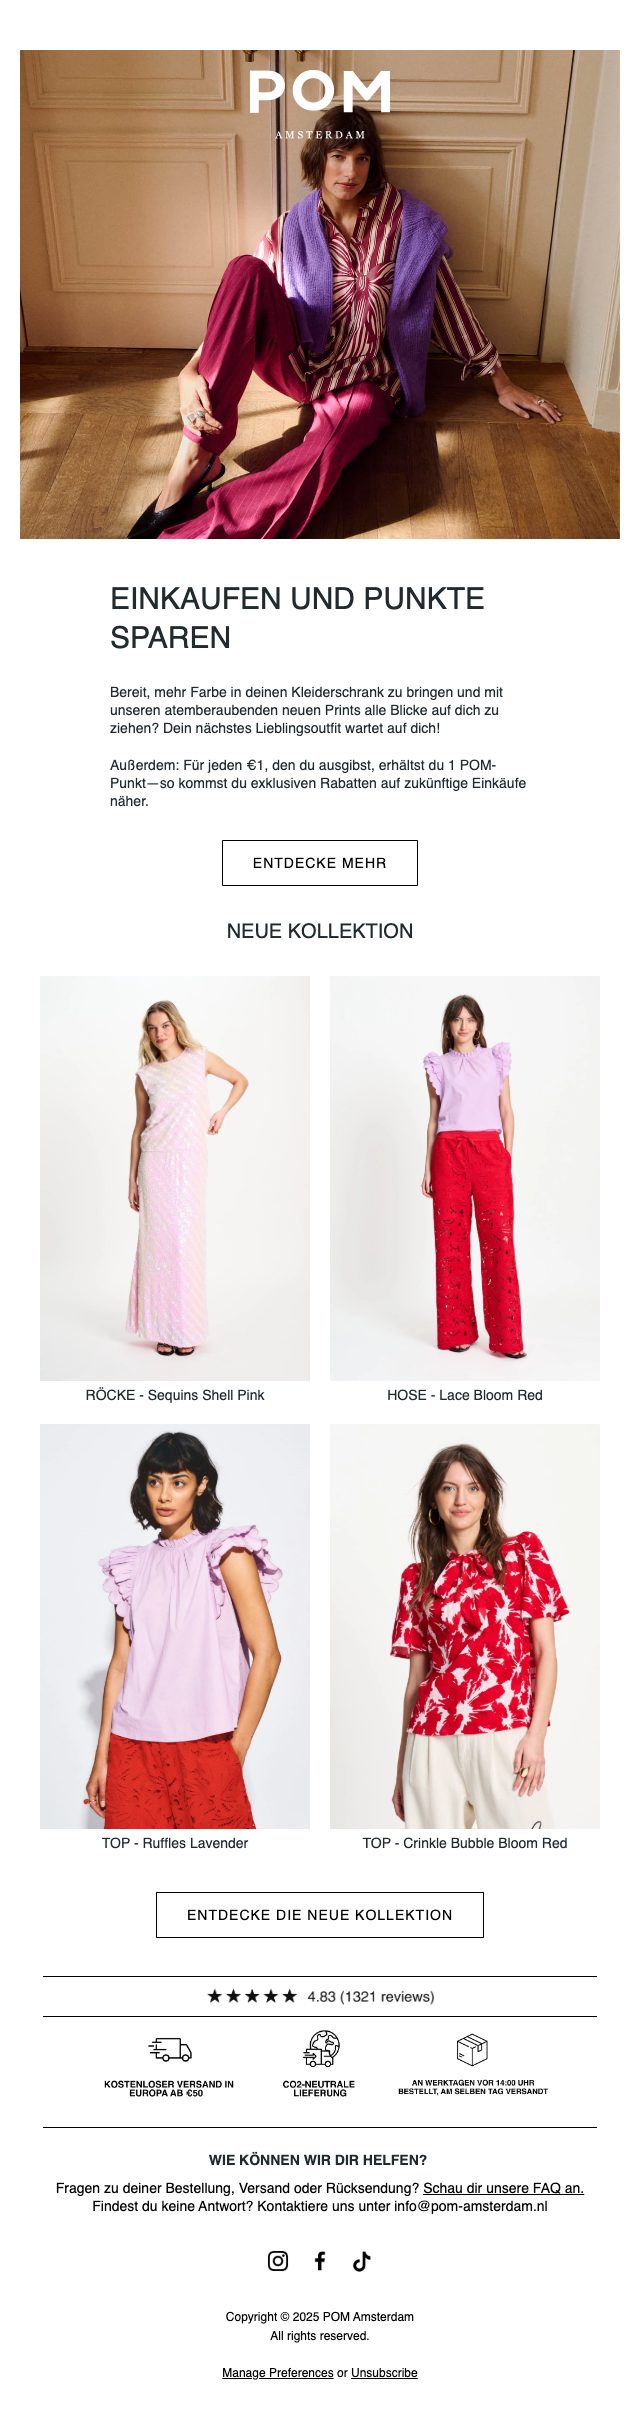 POM
AMSTERDAM
EINKAUFEN UND PUNKTE
SPAREN
Bereit, mehr Farbe in deinen Kleiderschrank zu bringen und mit
unseren atemberaubenden neuen Prints alle Blicke auf dich zu
ziehen? Dein nächstes Lieblingsoutfit wartet auf dich!
Außerdem: Für jeden €1, den du ausgibst, erhältst du 1 POM-
Punkt—so kommst du exklusiven Rabatten auf zukünftige Einkäufe
näher.
ENTDECKE MEHR
NEUE KOLLEKTION
RÖCKE - Sequins Shell Pink
HOSE - Lace Bloom Red
TOP - Ruffles Lavender
TOP - Crinkle Bubble Bloom Red
ENTDECKE DIE NEUE KOLLEKTION
★★★★★ 4.83 (1321 reviews)
KOSTENLOSER VERSAND IN
EUROPA AB €50
CO2-NEUTRALE
LIEFERUNG
AN WERKTAGEN VOR 14:00 UHR
BESTELLT, AM SELBEN TAG VERSANDT
WIE KÖNNEN WIR DIR HELFEN?
Fragen zu deiner Bestellung, Versand oder Rücksendung? Schau dir unsere FAQ an.
Findest du keine Antwort? Kontaktiere uns unter info@pom-amsterdam.nl
Copyright © 2025 POM Amsterdam
All rights reserved.
Manage Preferences or Unsubscribe